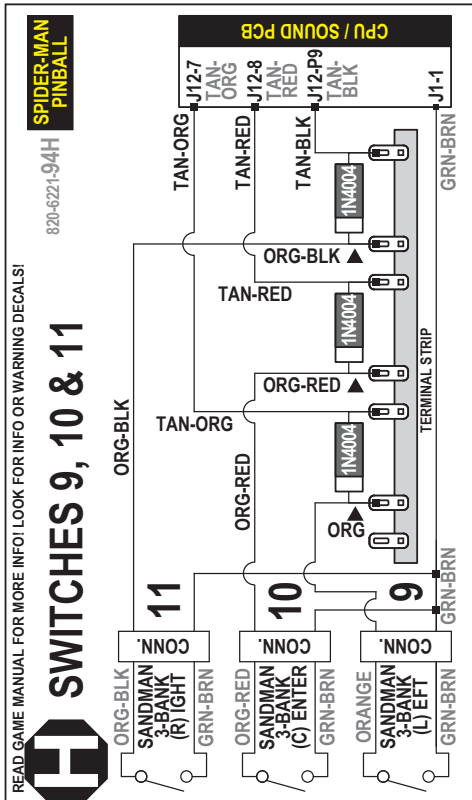 READ GAME MANUAL FOR MORE INFO! LOOK FOR INFO OR WARNING DECALS!
H
SWITCHES 9, 10 & 11
820-6221-94H
SPIDER-MAN
PINBALL
ORG-BLK
SANDMAN
3-BANK
(R) IGHT
GRN-BRN
CONN.
11
ORG-RED
SANDMAN
3-BANK
(C) ENTER
GRN-BRN
CONN.
10
ORANGE
SANDMAN
3-BANK
(L) EFT
GRN-BRN
CONN.
9
GRN-BRN
ORG-BLK
TAN-ORG
ORG-RED
ORG
1N4004
ORG-RED
1N4004
TAN-RED
ORG-BLK
1N4004
TERMINAL STRIP
TAN-ORG
TAN-RED
TAN-BLK
GRN-BRN
J12-7
TAN-
ORG
J12-8
TAN-
RED
J12-P9
TAN-
BLK
J1-1
CPU / SOUND PCB